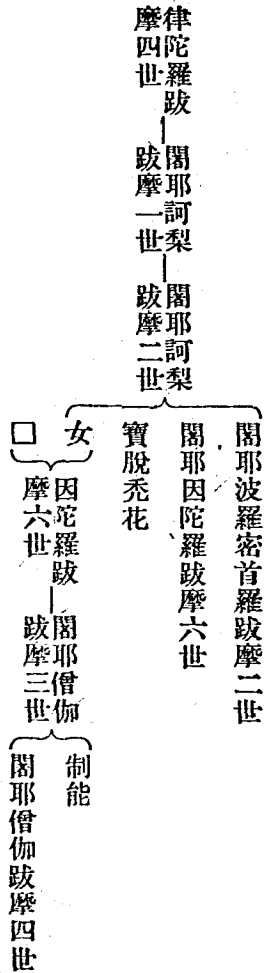 律陀羅跋
摩四世
闍耶訶梨
跋摩一世
闍耶訶梨
跋摩二世
闍耶波羅密首羅跋摩二世
闍耶因陀羅跋摩六世
寶脫禿花
女
□
因陀羅跋
摩六世
闍耶僧伽
跋摩三世
制能
闍耶僧伽跋摩四世